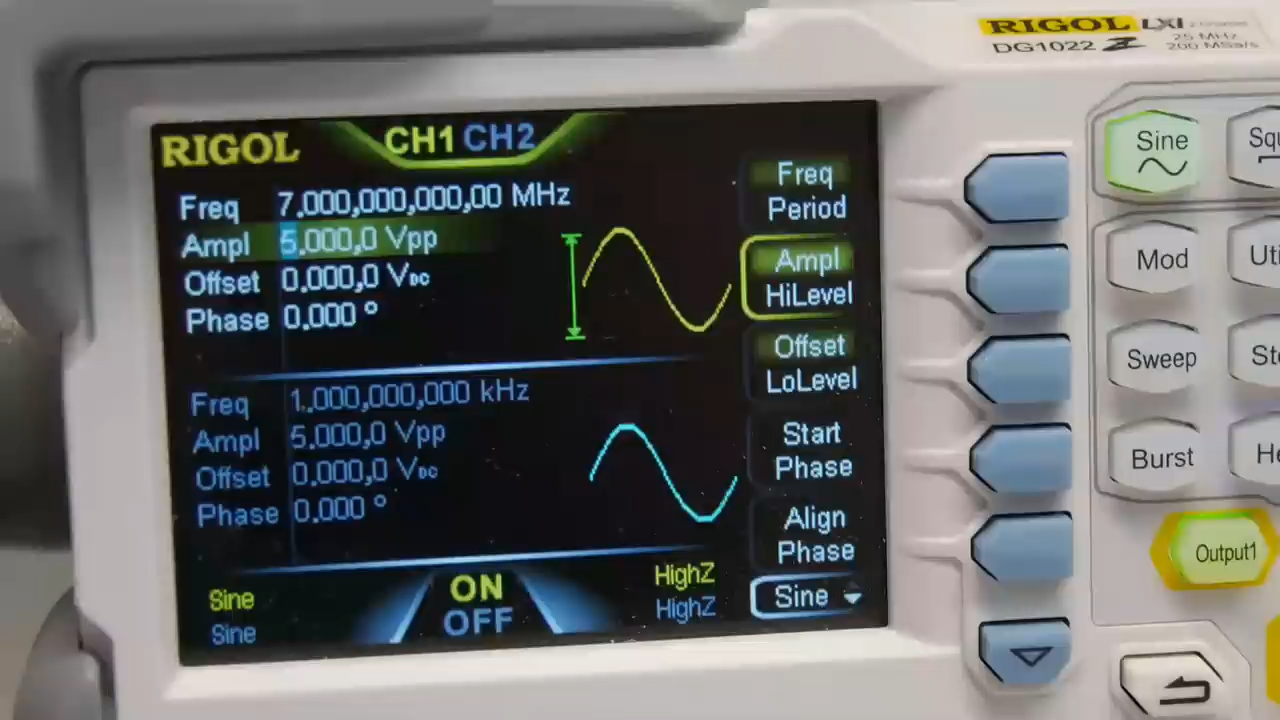 RIGOL LXI
DG1022 Z
25 MHz
200 MSa/s
RIGOL
CH1 CH2
Freq 7.000,000,000,00 MHz
Ampl 5.000,0 Vpp
Offset 0.000,0 VDC
Phase 0.000 °
Freq 1.000,000,000 kHz
Ampl 5.000,0 Vpp
Offset 0.000,0 VDC
Phase 0.000 °
Sine
Sine
ON
OFF
HighZ
HighZ
Freq
Period
Ampl
HiLevel
Offset
LoLevel
Start
Phase
Align
Phase
Sine
Sine
Mod
Sweep
Burst
Output1